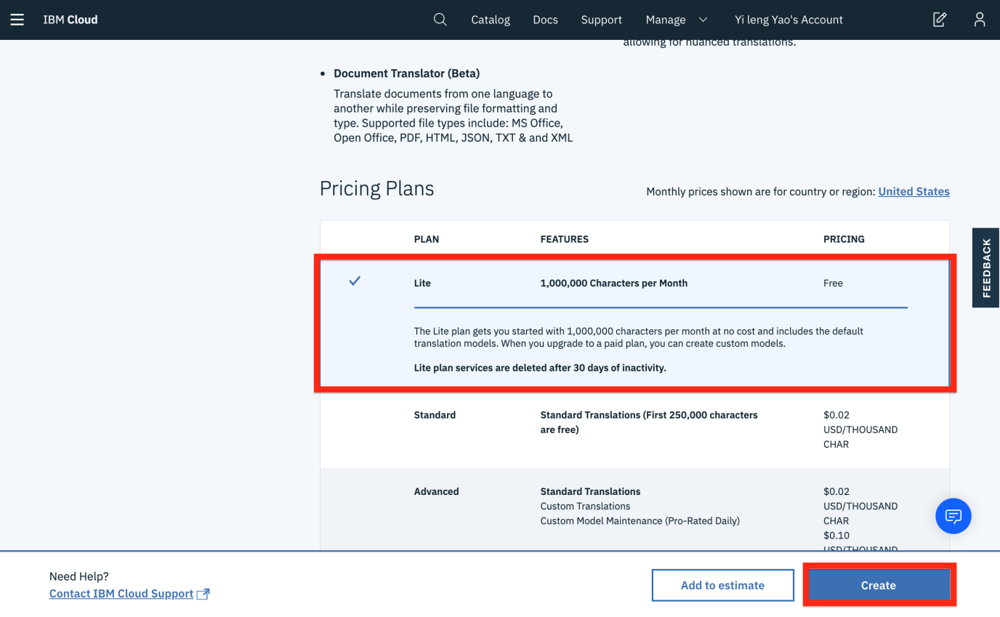 IBM Cloud
Catalog
Docs
Support
Manage
Yi leng Yao's Account
allowing for nuanced translations.
Document Translator (Beta)
Translate documents from one language to
another while preserving file formatting and
type. Supported file types include: MS Office,
Open Office, PDF, HTML, JSON, TXT & and XML
Pricing Plans
Monthly prices shown are for country or region: United States
PLAN
FEATURES
PRICING
FEEDBACK
Lite
1,000,000 Characters per Month
Free
The Lite plan gets you started with 1,000,000 characters per month at no cost and includes the default
translation models. When you upgrade to a paid plan, you can create custom models.
Lite plan services are deleted after 30 days of inactivity.
Standard
Standard Translations (First 250,000 characters
are free)
$0.02
USD/THOUSAND
CHAR
Advanced
Standard Translations
Custom Translations
Custom Model Maintenance (Pro-Rated Daily)
$0.02
USD/THOUSAND
CHAR
$0.10
USD/THOUSAND
Need Help?
Contact IBM Cloud Support
Add to estimate
Create